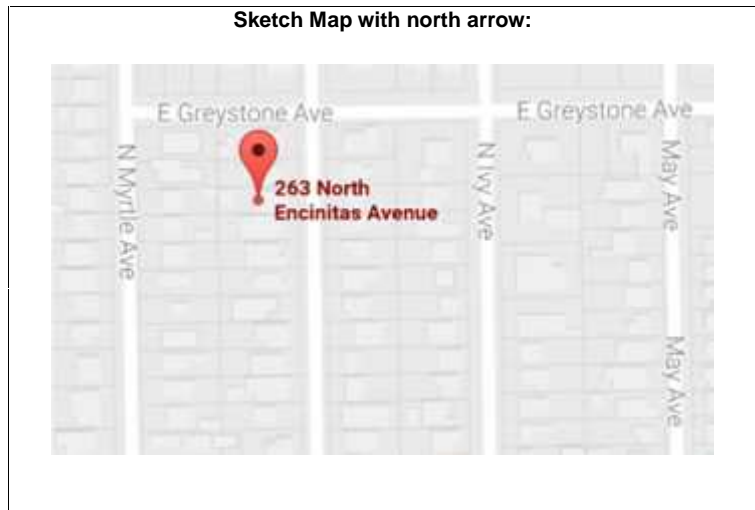 Sketch Map with north arrow:
E Greystone Ave
E Greystone Ave
N Myrtle Ave
263 North
Encinitas Avenue
N Ivy Ave
May Ave
May Ave